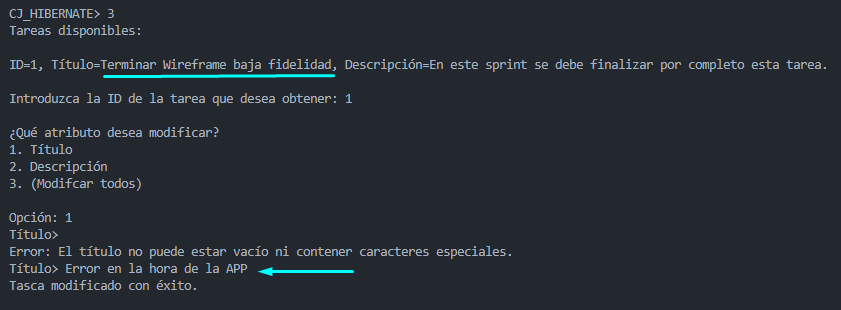 CJ_HIBERNATE> 3
Tareas disponibles:
ID=1, Título=Terminar Wireframe baja fidelidad, Descripción=En este sprint se debe finalizar por completo esta tarea.
Introduzca la ID de la tarea que desea obtener: 1
¿Qué atributo desea modificar?
1. Título
2. Descripción
3. (Modifcar todos)
Opción: 1
Título>
Error: El título no puede estar vacío ni contener caracteres especiales.
Título> Error en la hora de la APP
Tasca modificado con éxito.